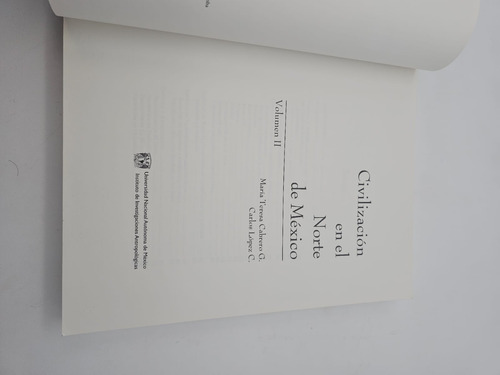 Civilización
en el
Norte
de México
Volumen II
María Teresa Cabrero G.
Carlos López C.
Universidad Nacional Autónoma de México
Instituto de Investigaciones Antropológicas